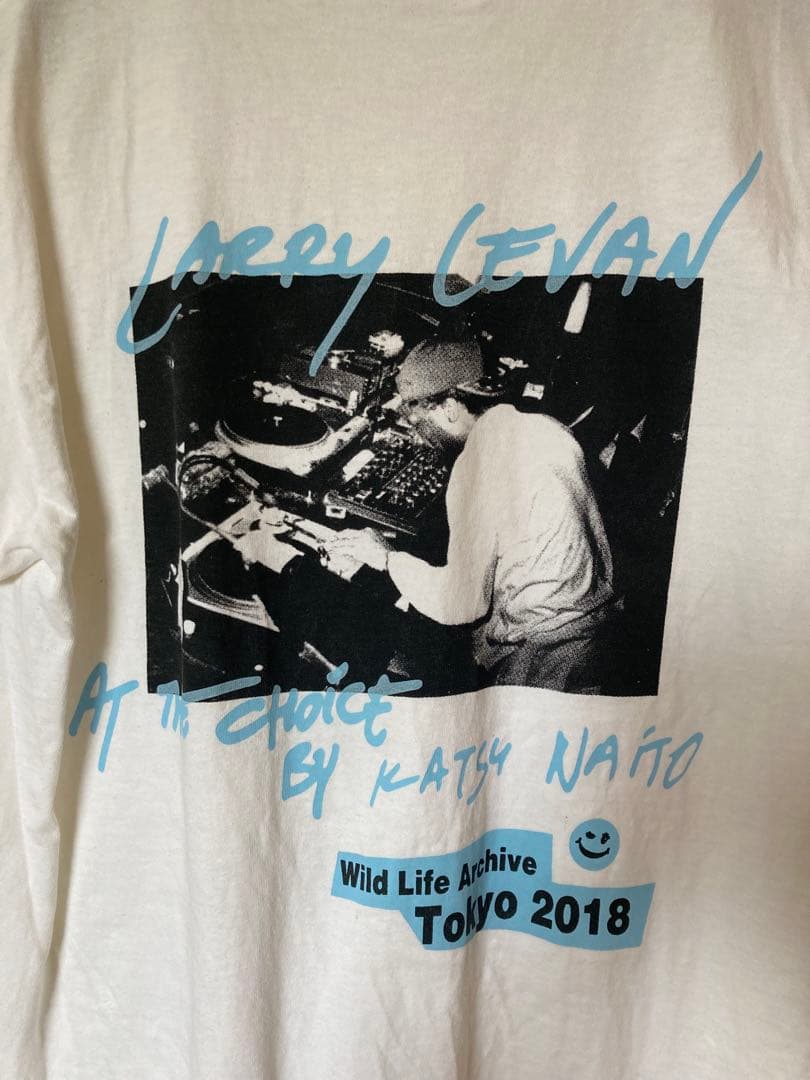 LARRY LEVAN
AT THE CHOICE
BY KATSU NAITO
Wild Life Archive
Tokyo 2018